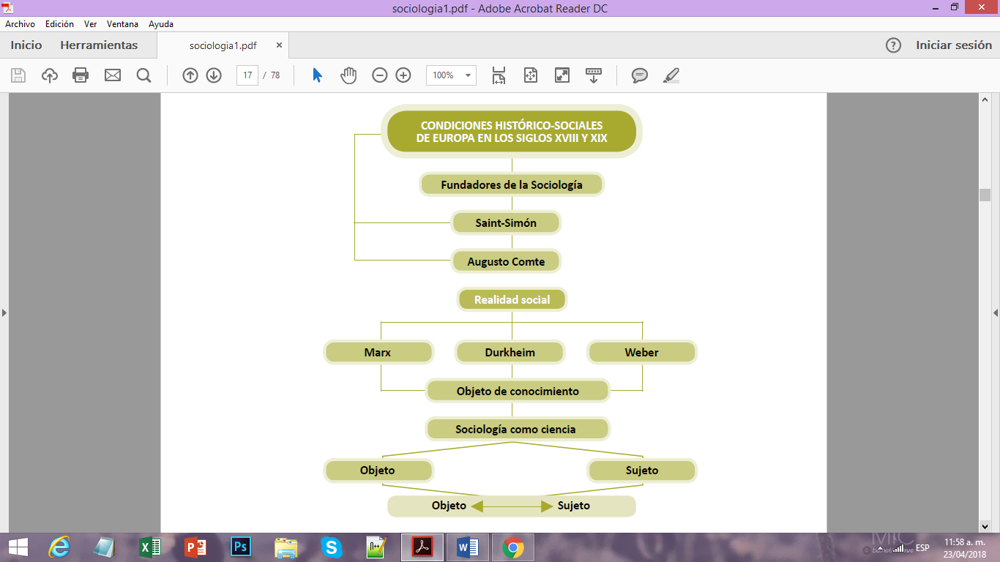 sociologia1.pdf - Adobe Acrobat Reader DC
Archivo Edición Ver Ventana Ayuda
Inicio Herramientas sociologia1.pdf × ? Iniciar sesión
17 / 78 100%
CONDICIONES HISTÓRICO-SOCIALES
DE EUROPA EN LOS SIGLOS XVIII Y XIX
Fundadores de la Sociología
Saint-Simón
Augusto Comte
Realidad social
Marx Durkheim Weber
Objeto de conocimiento
Sociología como ciencia
Objeto Sujeto
Objeto Sujeto
ESP
11:58 a. m.
23/04/2018